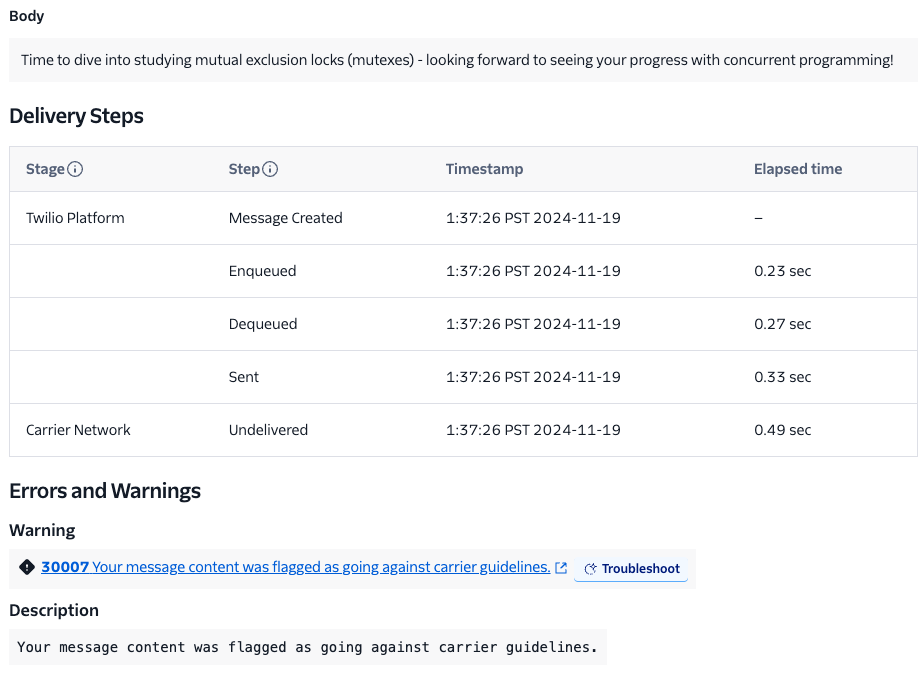 Body
Time to dive into studying mutual exclusion locks (mutexes) - looking forward to seeing your progress with concurrent programming!
Delivery Steps
Stage Step Timestamp Elapsed time
Twilio Platform Message Created 1:37:26 PST 2024-11-19 –
Enqueued 1:37:26 PST 2024-11-19 0.23 sec
Dequeued 1:37:26 PST 2024-11-19 0.27 sec
Sent 1:37:26 PST 2024-11-19 0.33 sec
Carrier Network Undelivered 1:37:26 PST 2024-11-19 0.49 sec
Errors and Warnings
Warning
30007 Your message content was flagged as going against carrier guidelines. Troubleshoot
Description
Your message content was flagged as going against carrier guidelines.